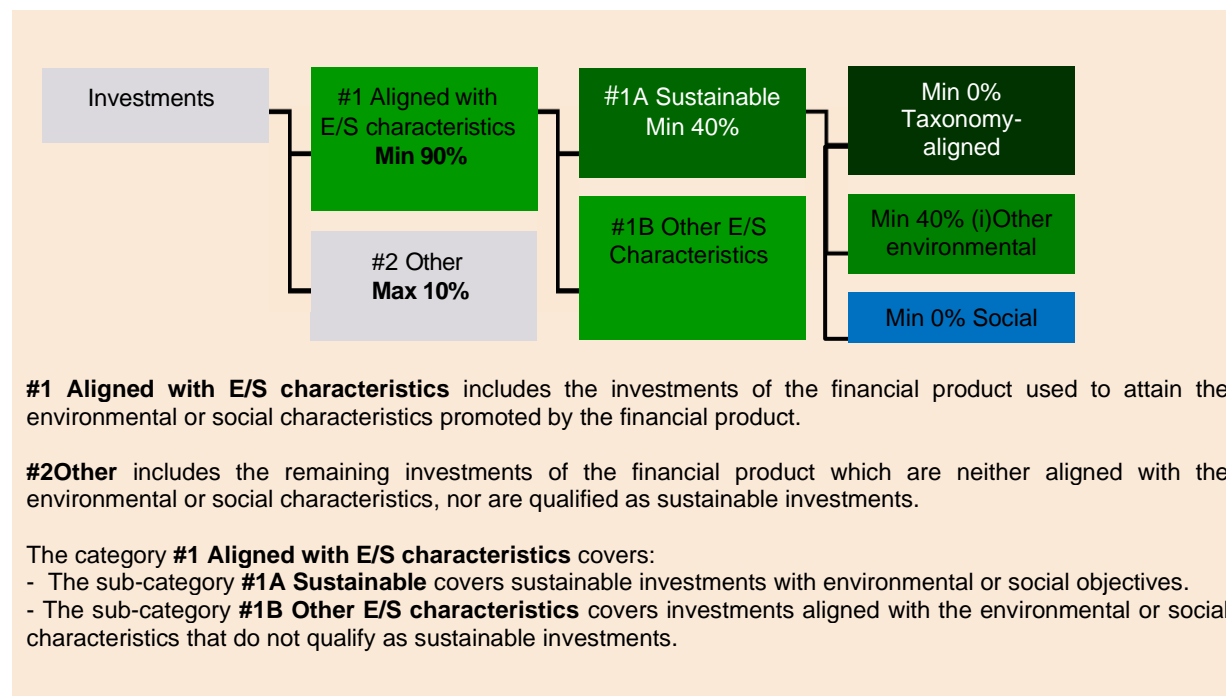 Investments
#1 Aligned with
E/S characteristics
Min 90%
#2 Other
Max 10%
#1A Sustainable
Min 40%
#1B Other E/S
Characteristics
Min 0%
Taxonomy-
aligned
Min 40% (i)Other
environmental
Min 0% Social
#1 Aligned with E/S characteristics includes the investments of the financial product used to attain the
environmental or social characteristics promoted by the financial product.
#2Other includes the remaining investments of the financial product which are neither aligned with the
environmental or social characteristics, nor are qualified as sustainable investments.
The category #1 Aligned with E/S characteristics covers:
- The sub-category #1A Sustainable covers sustainable investments with environmental or social objectives.
- The sub-category #1B Other E/S characteristics covers investments aligned with the environmental or social
characteristics that do not qualify as sustainable investments.